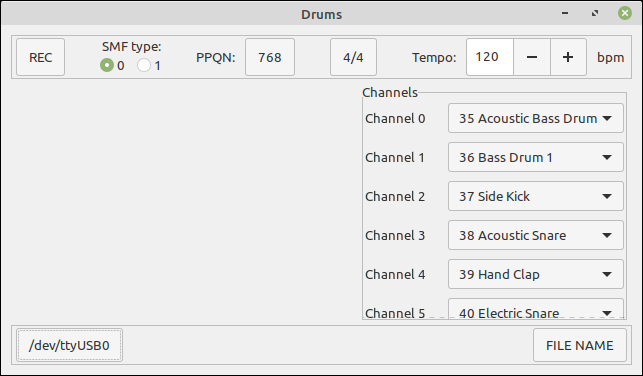 Drums
REC
SMF type:
0 1
PPQN: 768 4/4 Tempo: 120 bpm
Channels
Channel 0 35 Acoustic Bass Drum
Channel 1 36 Bass Drum 1
Channel 2 37 Side Kick
Channel 3 38 Acoustic Snare
Channel 4 39 Hand Clap
Channel 5 40 Electric Snare
/dev/ttyUSB0 FILE NAME